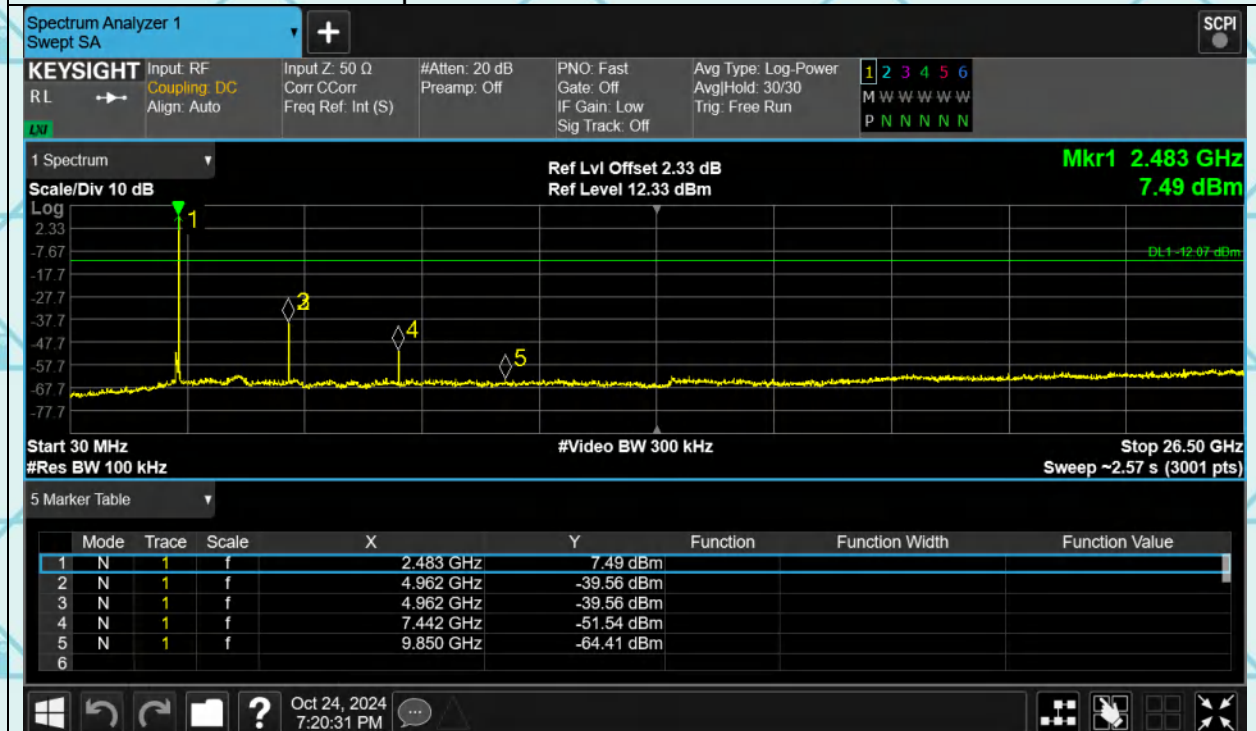 Spectrum Analyzer 1
Swept SA
+
SCPI
KEYSIGHT Input: RF Input Z: 50 Ω #Atten: 20 dB PNO: Fast Avg Type: Log-Power 1 2 3 4 5 6
RL Coupling: DC Corr CCorr Preamp: Off Gate: Off Avg|Hold: 30/30 M W W W W W
Align: Auto Freq Ref: Int (S) IF Gain: Low Trig: Free Run P N N N N N
LXI Sig Track: Off
1 Spectrum Ref Lvl Offset 2.33 dB Mkr1 2.483 GHz
Scale/Div 10 dB Ref Level 12.33 dBm 7.49 dBm
Log
1
2.33
-7.67
DL1 -12.07 dBm
-17.7
-27.7
3
-37.7
4
-47.7
5
-57.7
-67.7
-77.7
Start 30 MHz #Video BW 300 kHz Stop 26.50 GHz
#Res BW 100 kHz Sweep ~2.57 s (3001 pts)
5 Marker Table
Mode Trace Scale X Y Function Function Width Function Value
1 N 1 f 2.483 GHz 7.49 dBm
2 N 1 f 4.962 GHz -39.56 dBm
3 N 1 f 4.962 GHz -39.56 dBm
4 N 1 f 7.442 GHz -51.54 dBm
5 N 1 f 9.850 GHz -64.41 dBm
6
? Oct 24, 2024
7:20:31 PM